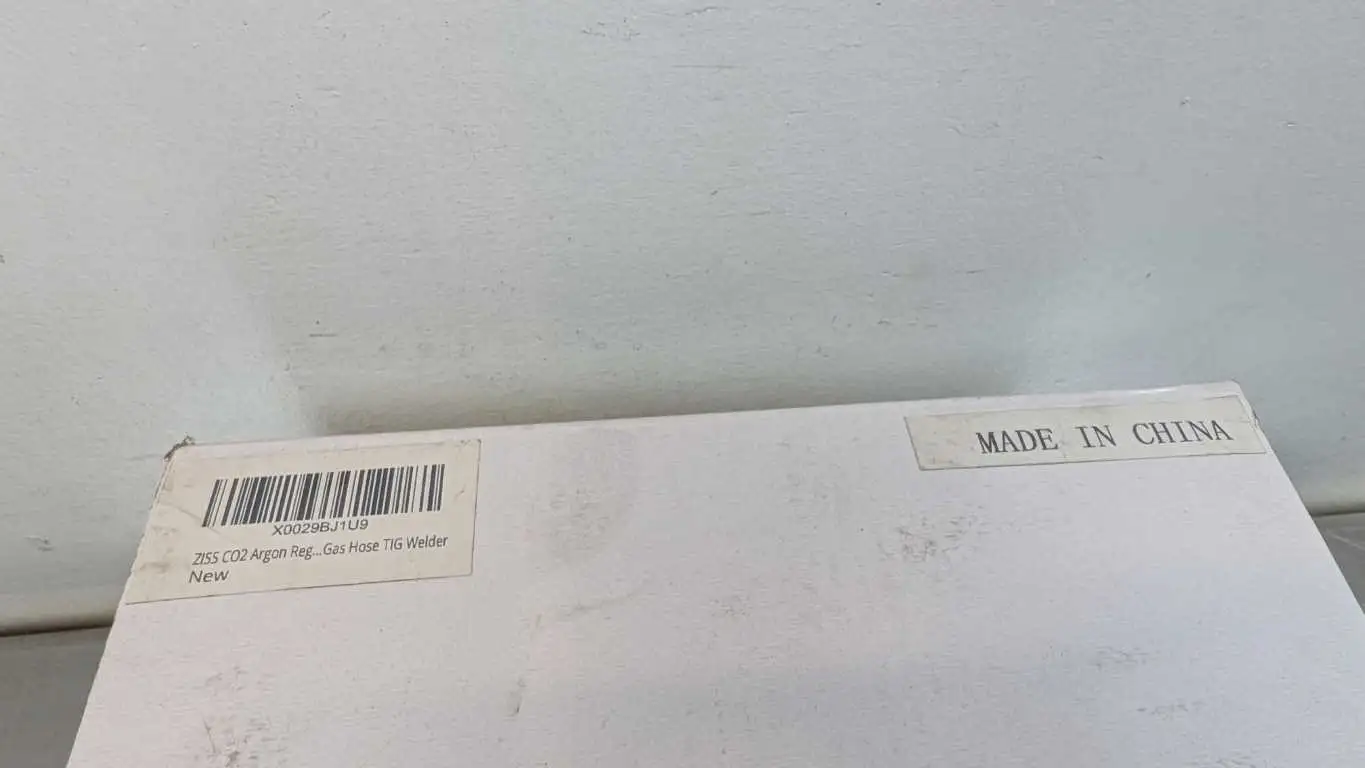 X0029BJ1U9
ZISS CO2 Argon Reg...Gas Hose TIG Welder
New
MADE IN CHINA